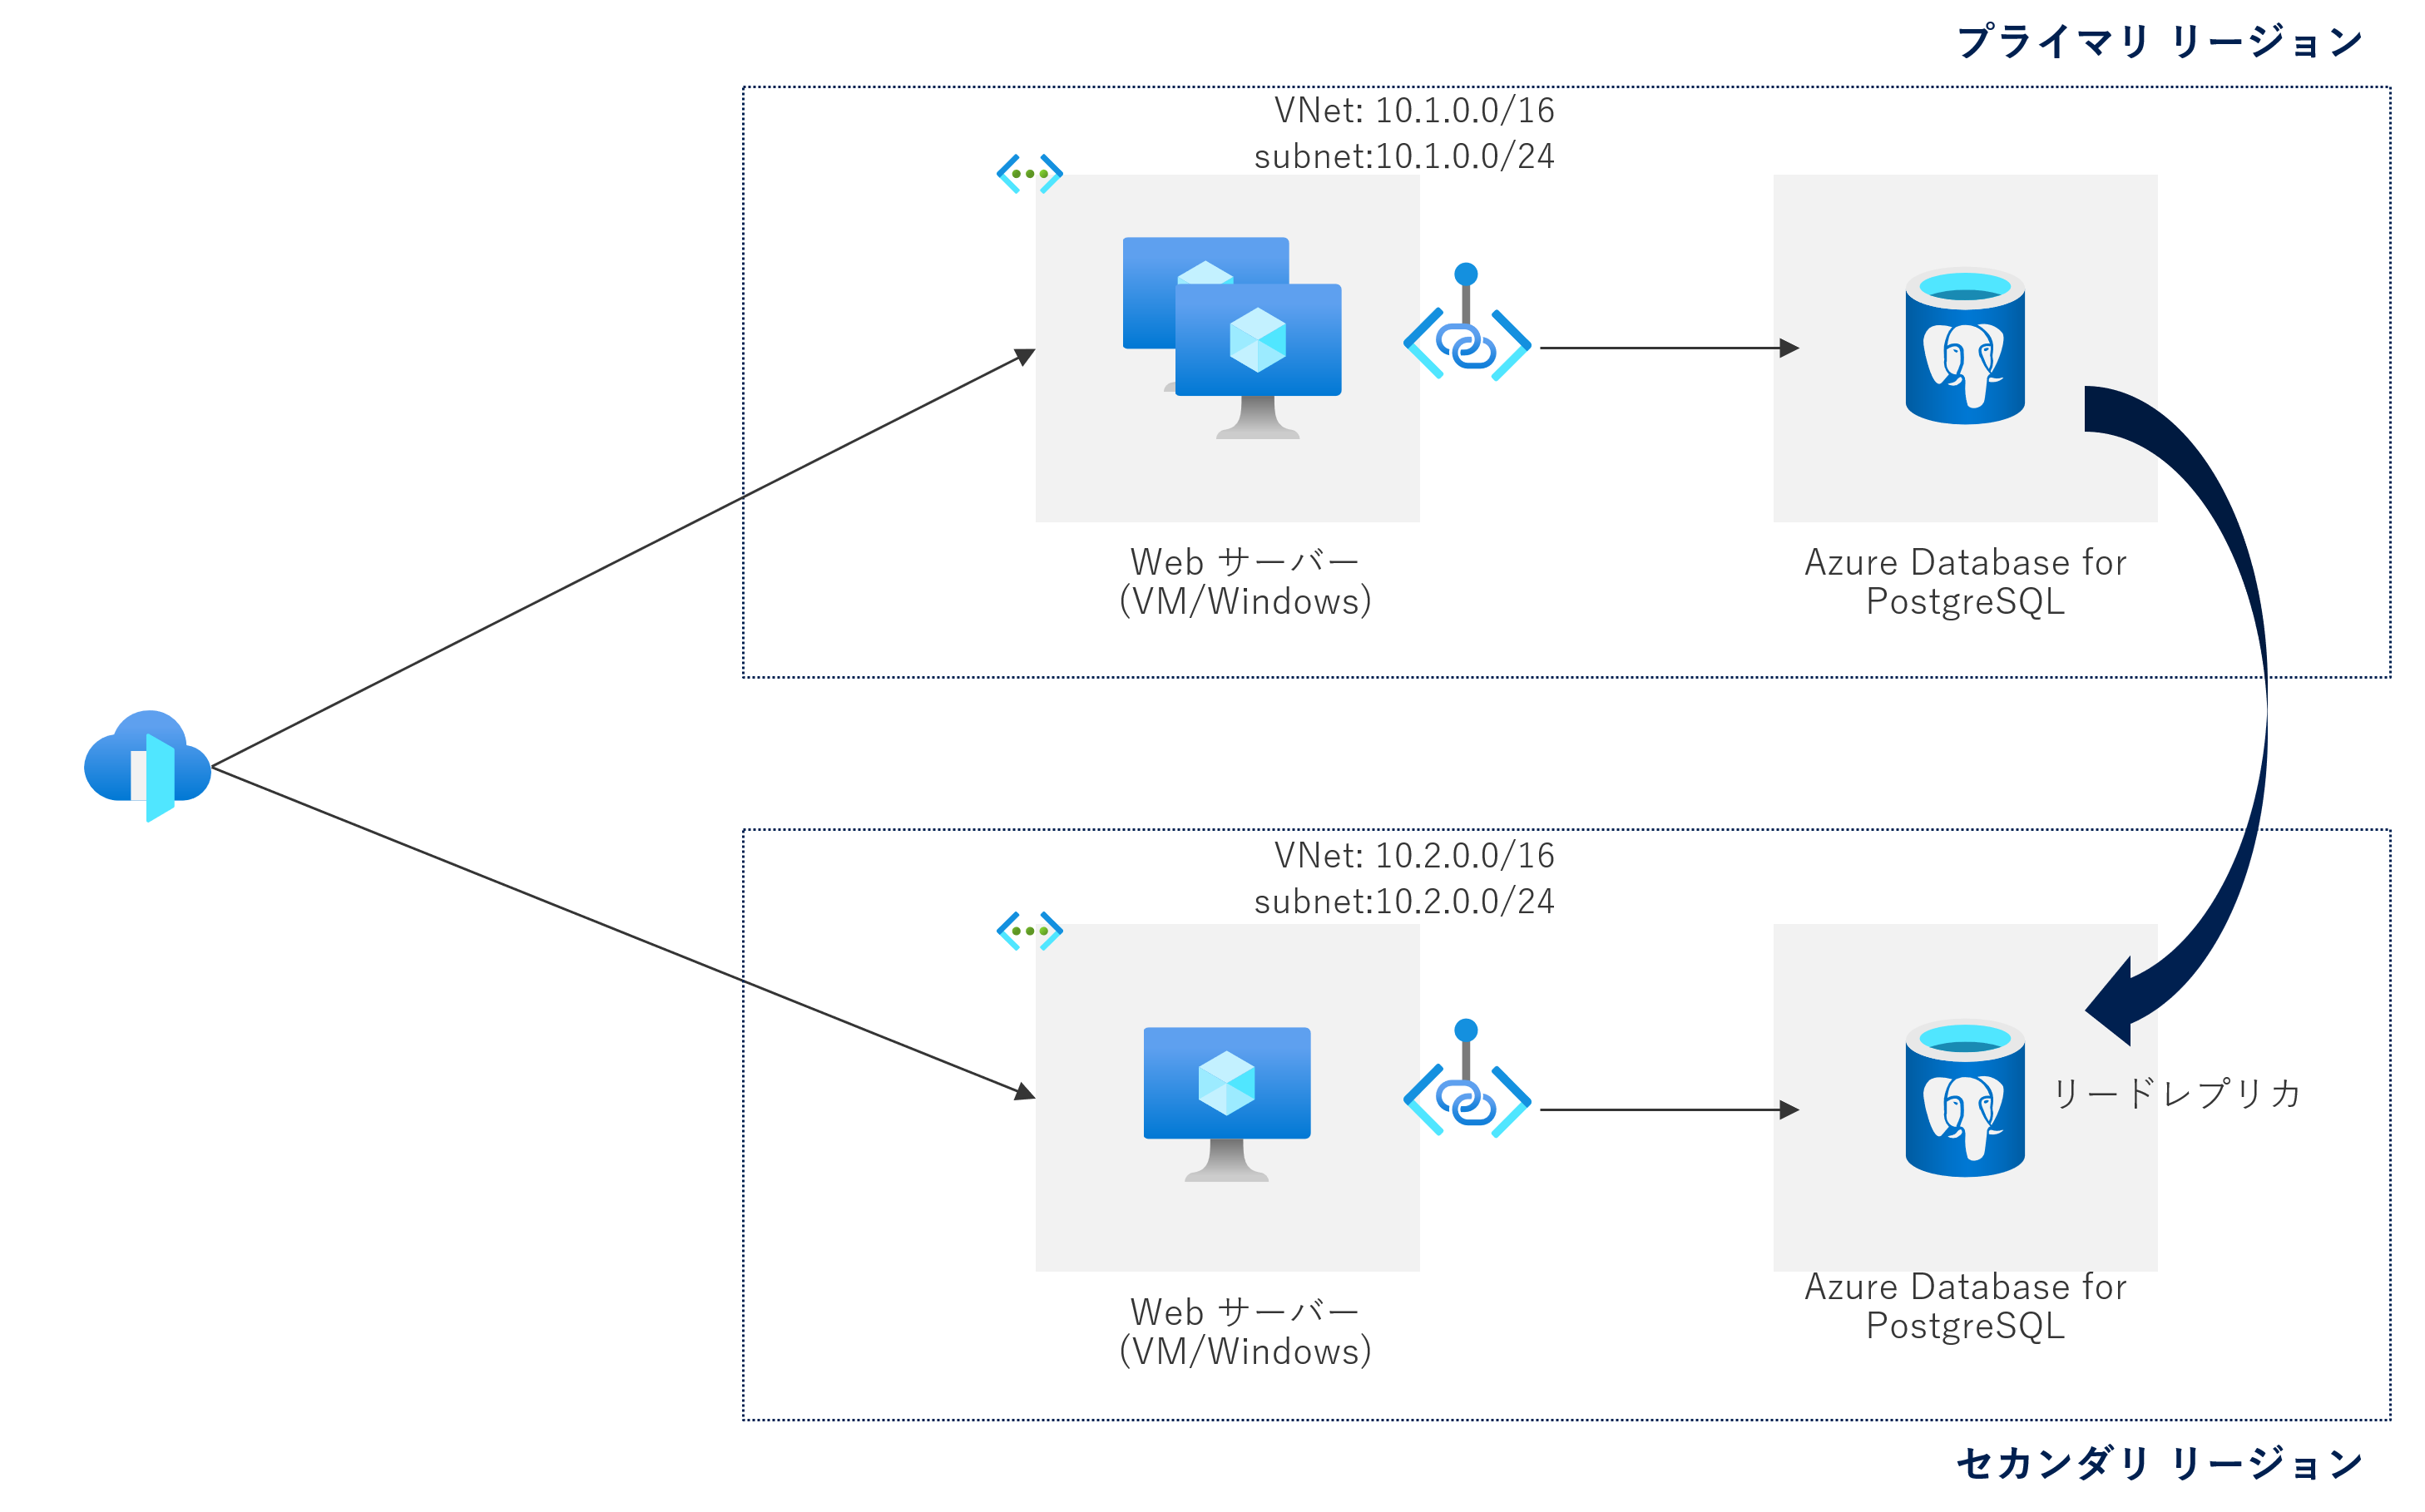 プライマリ リージョン
VNet: 10.1.0.0/16
subnet:10.1.0.0/24
Web サーバー
(VM/Windows)
Azure Database for
PostgreSQL
VNet: 10.2.0.0/16
subnet:10.2.0.0/24
リードレプリカ
Web サーバー
(VM/Windows)
Azure Database for
PostgreSQL
セカンダリ リージョン